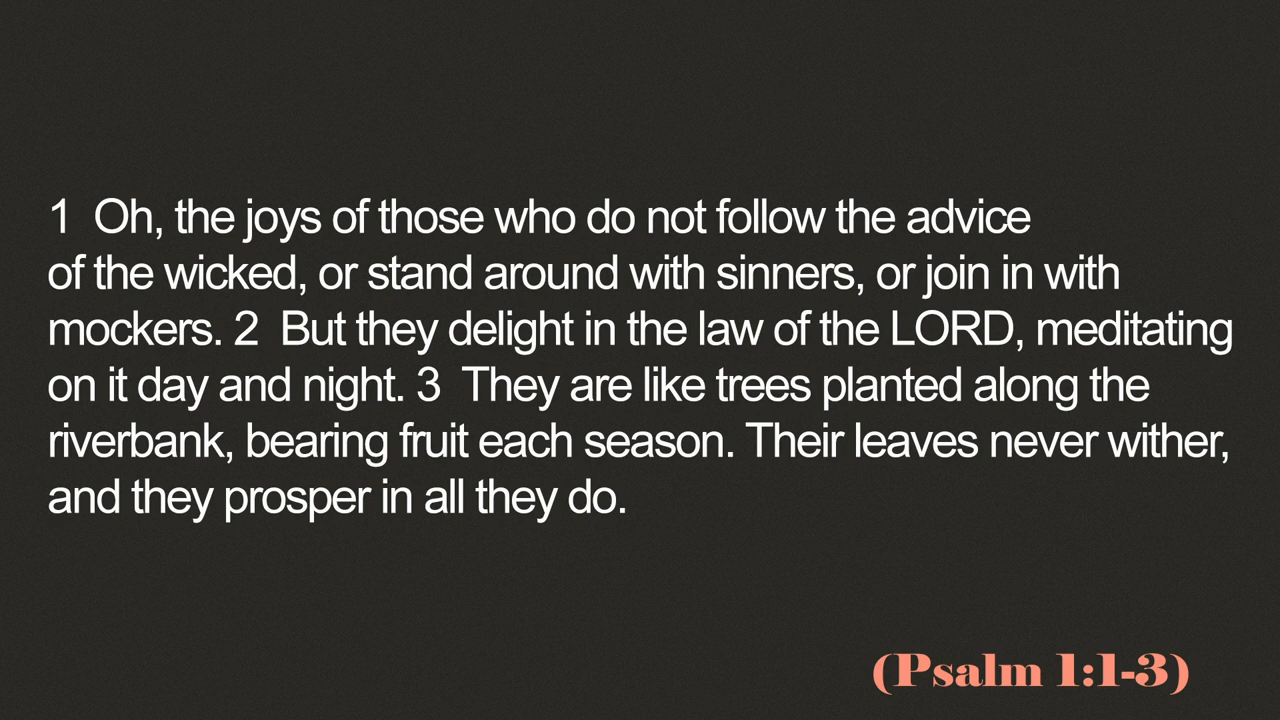 1  Oh, the joys of those who do not follow the advice
of the wicked, or stand around with sinners, or join in with
mockers. 2  But they delight in the law of the LORD, meditating
on it day and night. 3  They are like trees planted along the
riverbank, bearing fruit each season. Their leaves never wither,
and they prosper in all they do.
(Psalm 1:1-3)